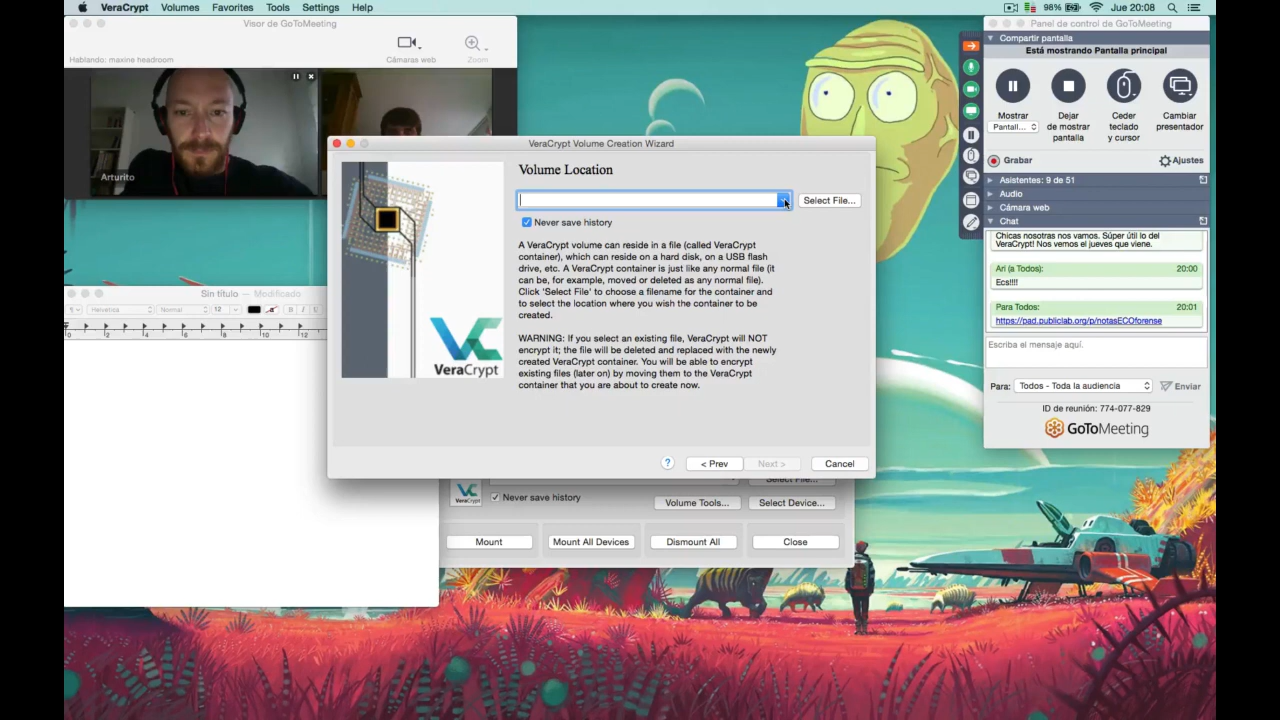 VeraCrypt Volumes Favorites Tools Settings Help
98% Jue 20:08
Visor de GoToMeeting
Hablando: maxine headroom
Cámaras web
Zoom
Arturito
Sin título — Modificado
Helvetica Normal 12 B I U
0 2 4 6 8 10 12
VeraCrypt Volume Creation Wizard
Volume Location
Select File...
Never save history
A VeraCrypt volume can reside in a file (called VeraCrypt
container), which can reside on a hard disk, on a USB flash
drive, etc. A VeraCrypt container is just like any normal file (it
can be, for example, moved or deleted as any normal file).
Click 'Select File' to choose a filename for the container and
to select the location where you wish the container to be
created.
WARNING: If you select an existing file, VeraCrypt will NOT
encrypt it; the file will be deleted and replaced with the newly
created VeraCrypt container. You will be able to encrypt
existing files (later on) by moving them to the VeraCrypt
container that you are about to create now.
VeraCrypt
? < Prev Next > Cancel
VeraCrypt
Never save history
Select File...
Volume Tools...
Select Device...
Mount
Mount All Devices
Dismount All
Close
Panel de control de GoToMeeting
Compartir pantalla
Está mostrando Pantalla principal
Mostrar
Pantall...
Dejar
de mostrar
pantalla
Ceder
teclado
y cursor
Cambiar
presentador
Grabar
Ajustes
Asistentes: 9 de 51
Audio
Cámara web
Chat
Chicas nosotras nos vamos. Súper útil lo del
VeraCrypt! Nos vemos el jueves que viene.
Ari (a Todos): 20:00
Ecs!!!!
Para Todos: 20:01
https://pad.publiclab.org/p/notasECOforense
Escriba el mensaje aquí.
Para: Todos - Toda la audiencia
Enviar
ID de reunión: 774-077-829
GoToMeeting